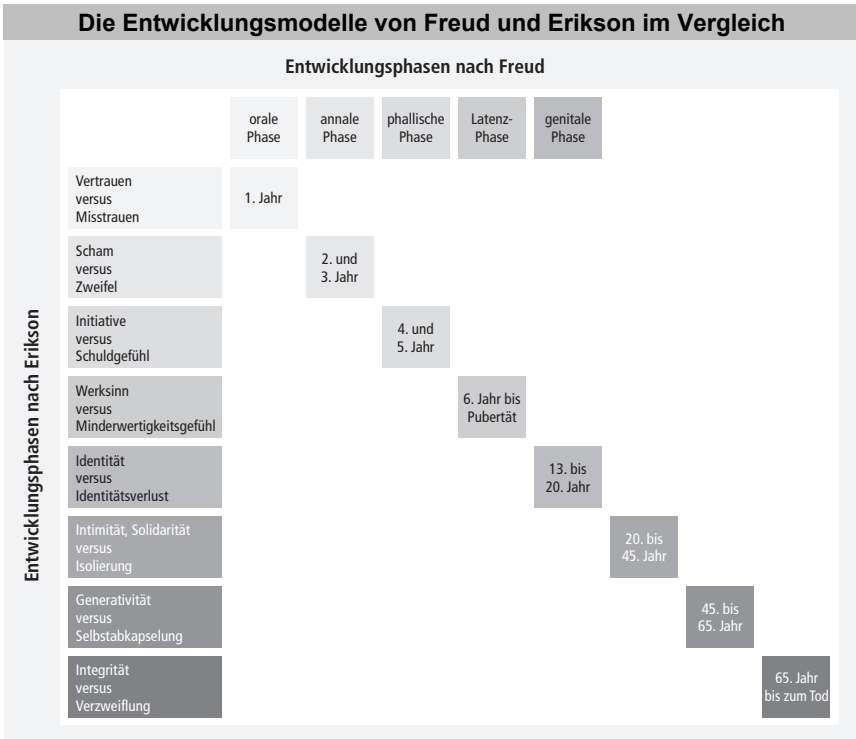 Die Entwicklungsmodelle von Freud und Erikson im Vergleich
Entwicklungsphasen nach Freud
orale
Phase
annale
Phase
phallische
Phase
Latenz-
Phase
genitale
Phase
Entwicklungsphasen nach Erikson
Vertrauen
versus
Misstrauen
1. Jahr
Scham
versus
Zweifel
2. und
3. Jahr
Initiative
versus
Schuldgefühl
4. und
5. Jahr
Werksinn
versus
Minderwertigkeitsgefühl
6. Jahr bis
Pubertät
Identität
versus
Identitätsverlust
13. bis
20. Jahr
Intimität, Solidarität
versus
Isolierung
20. bis
45. Jahr
Generativität
versus
Selbstabkapselung
45. bis
65. Jahr
Integrität
versus
Verzweiflung
65. Jahr
bis zum Tod